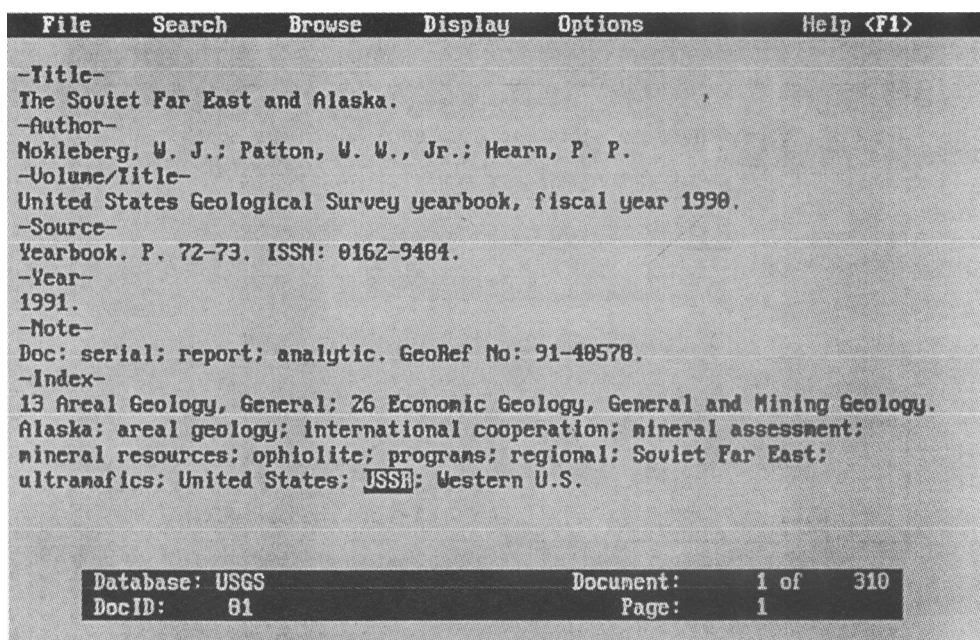 File Search Browse Display Options Help <F1>
-Title-
The Soviet Far East and Alaska.
-Author-
Nokleberg, W. J.; Patton, W. W., Jr.; Hearn, P. P.
-Volume/Title-
United States Geological Survey yearbook, fiscal year 1990.
-Source-
Yearbook. P. 72-73. ISSN: 0162-9484.
-Year-
1991.
-Note-
Doc: serial; report; analytic. GeoRef No: 91-40578.
-Index-
13 Areal Geology, General; 26 Economic Geology, General and Mining Geology.
Alaska; areal geology; international cooperation; mineral assessment;
mineral resources; ophiolite; programs; regional; Soviet Far East;
ultramafics; United States; USSR; Western U.S.
Database: USGS Document: 1 of 310
DocID: 81 Page: 1